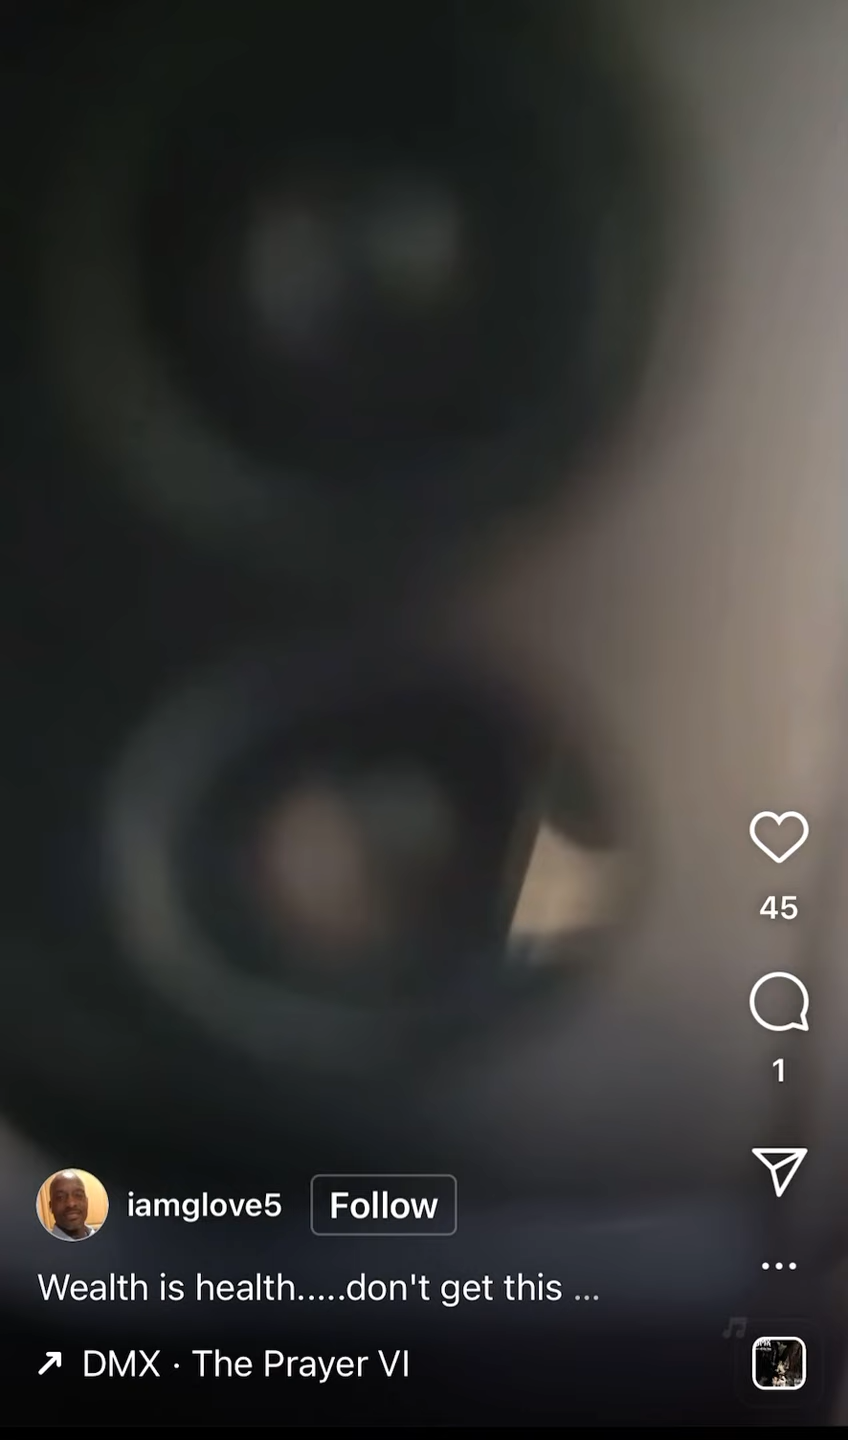 45
1
iamglove5 Follow
Wealth is health.....don't get this ...
DMX · The Prayer VI